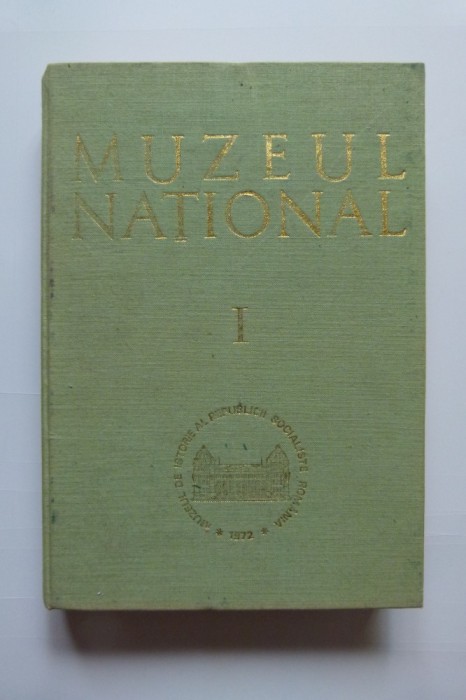 MUZEUL
NAȚIONAL
I
MUZEUL DE ISTORIE AL REPUBLICII SOCIALISTE ROMÂNIA
* 1972 *